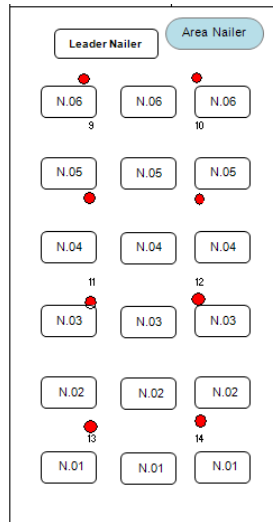 Area Nailer
Leader Nailer
N.06 N.06 N.06
9 10
N.05 N.05 N.05
N.04 N.04 N.04
11 12
N.03 N.03 N.03
N.02 N.02 N.02
13 14
N.01 N.01 N.01